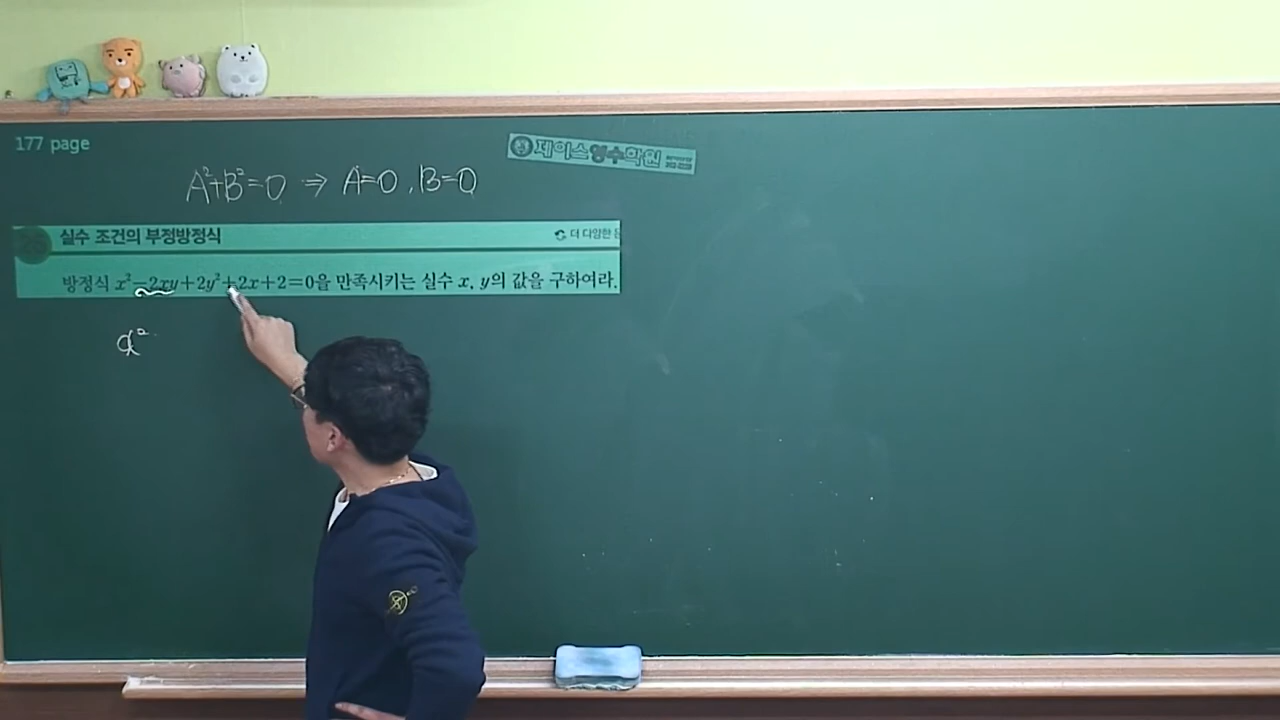 177 page
제이스영수학원
A²+B²=0 ⇒ A=0, B=0
실수 조건의 부정방정식
더 다양한 문
방정식 x²-2xy+2y²+2x+2=0을 만족시키는 실수 x, y의 값을 구하여라.
x²